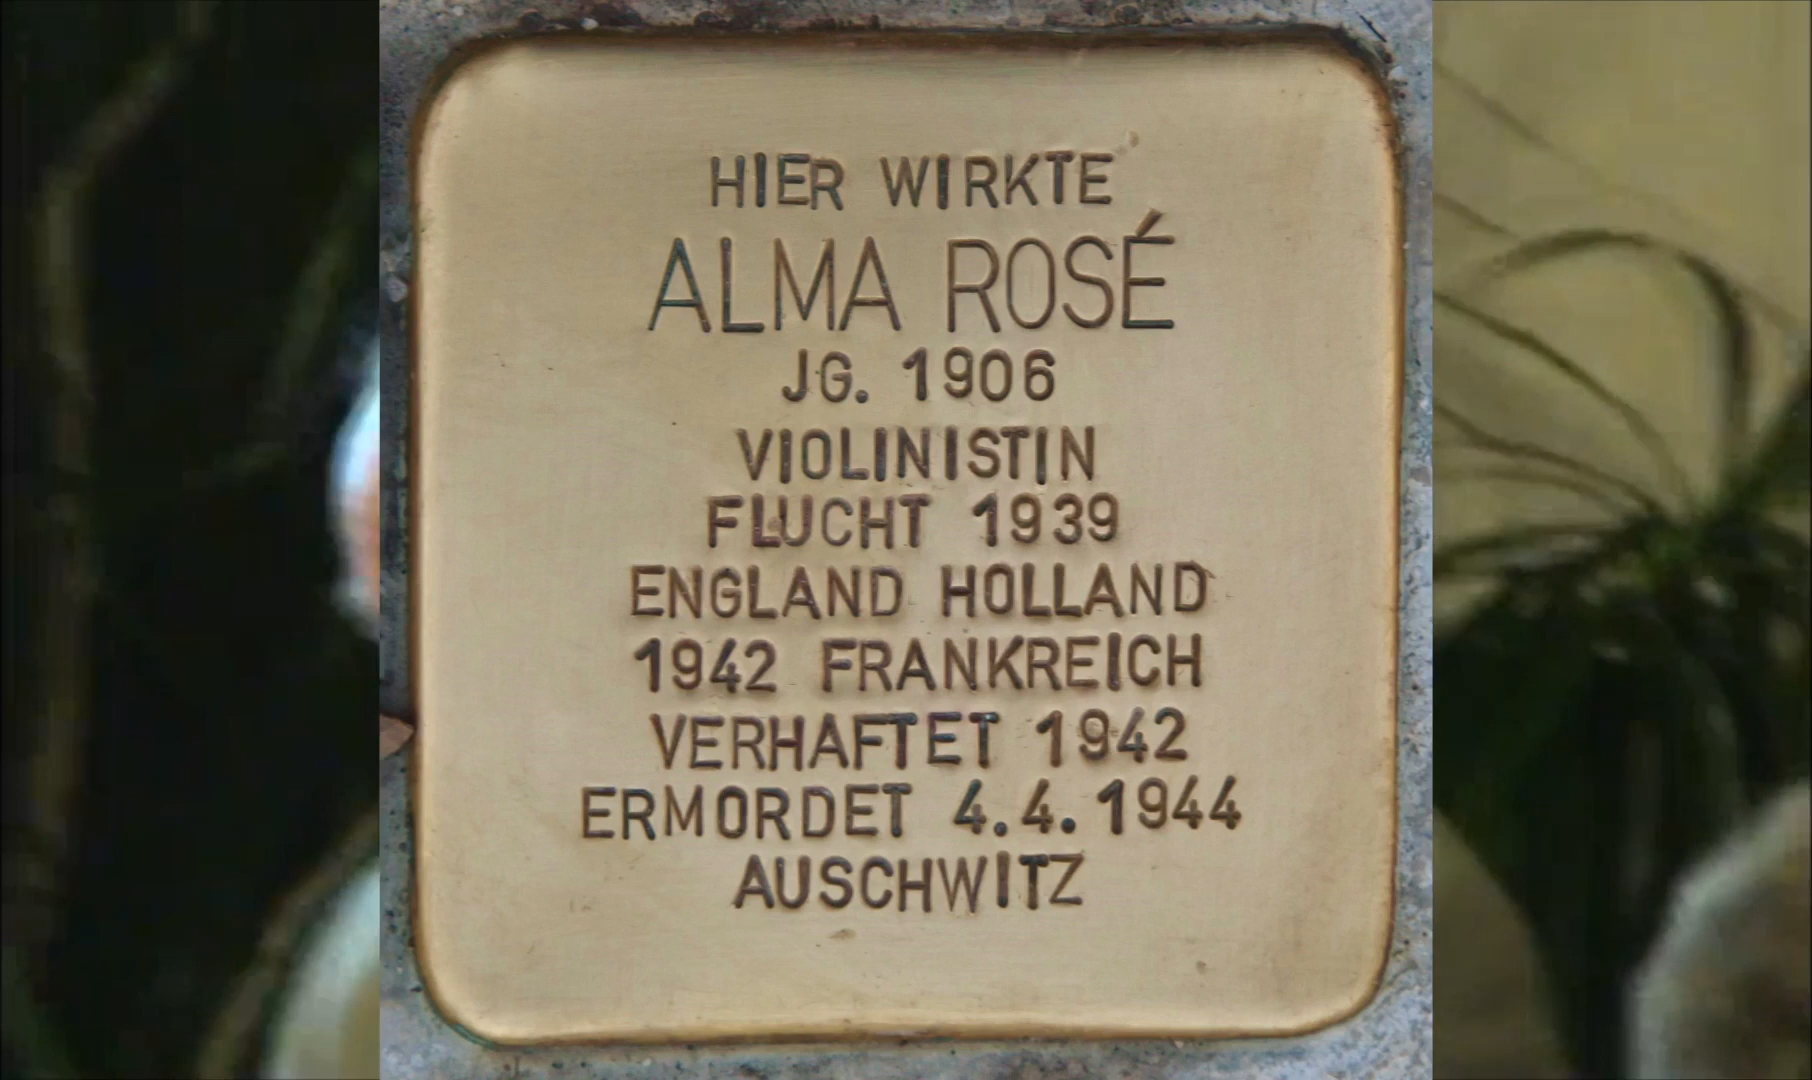 HIER WIRKTE
ALMA ROSÉ
JG. 1906
VIOLINISTIN
FLUCHT 1939
ENGLAND HOLLAND
1942 FRANKREICH
VERHAFTET 1942
ERMORDET 4.4.1944
AUSCHWITZ